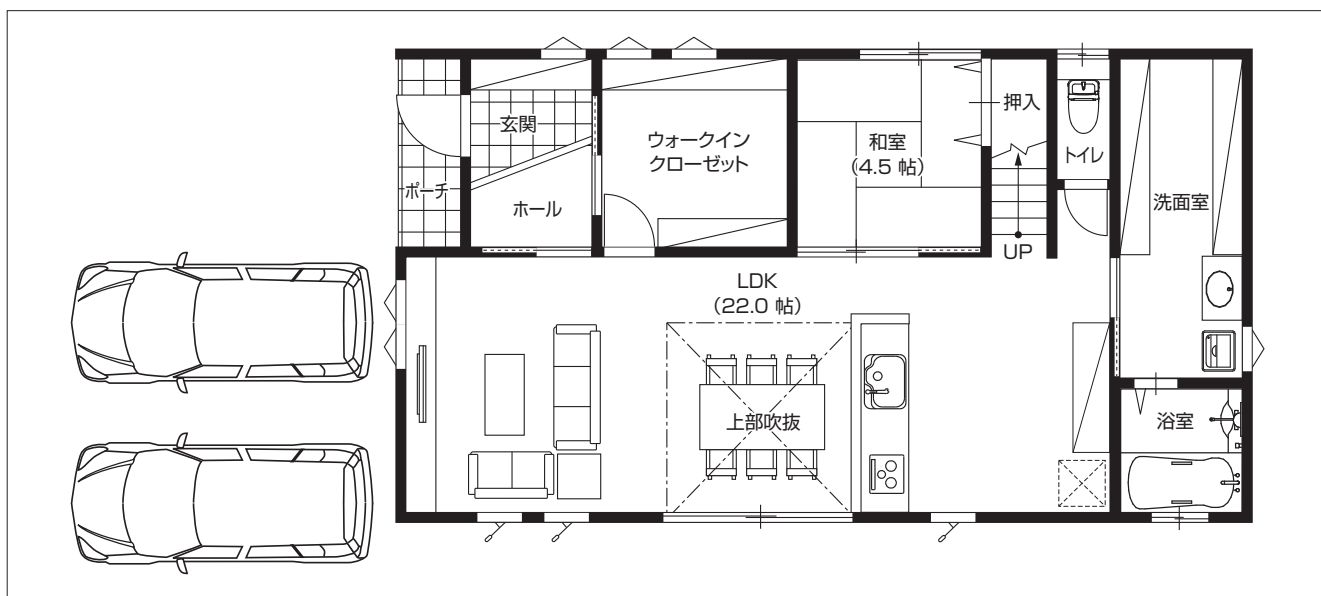 玄関
ポーチ
ホール
ウォークイン
クローゼット
和室
(4.5 帖)
押入
UP
トイレ
洗面室
LDK
(22.0 帖)
上部吹抜
浴室